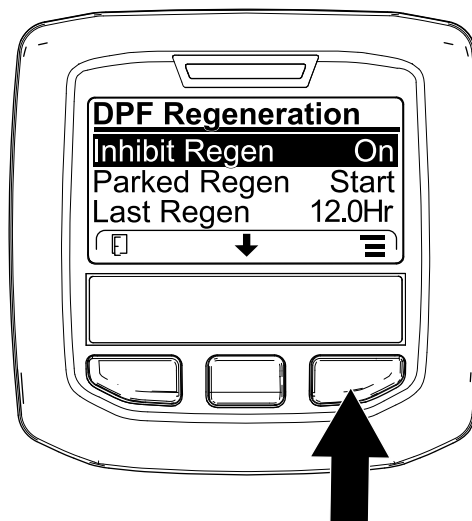 DPF Regeneration
Inhibit Regen On
Parked Regen Start
Last Regen 12.0Hr